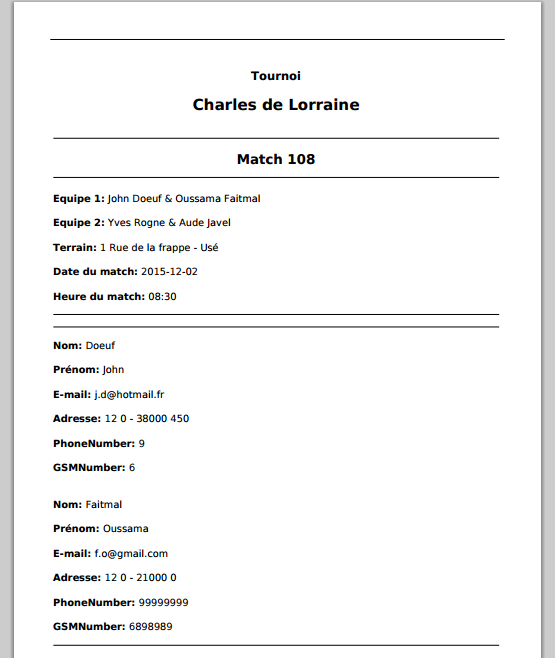 Tournoi
Charles de Lorraine
Match 108
Equipe 1: John Doeuf & Oussama Faitmal
Equipe 2: Yves Rogne & Aude Javel
Terrain: 1 Rue de la frappe - Usé
Date du match: 2015-12-02
Heure du match: 08:30
Nom: Doeuf
Prénom: John
E-mail: j.d@hotmail.fr
Adresse: 12 0 - 38000 450
PhoneNumber: 9
GSMNumber: 6
Nom: Faitmal
Prénom: Oussama
E-mail: f.o@gmail.com
Adresse: 12 0 - 21000 0
PhoneNumber: 99999999
GSMNumber: 6898989